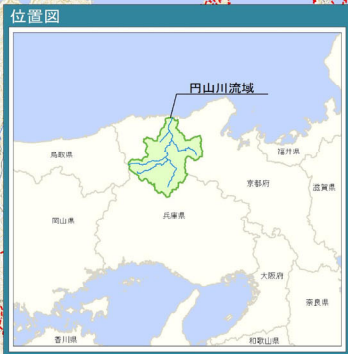 位置図
円山川流域
鳥取県
福井県
京都府
滋賀県
岡山県
兵庫県
大阪府
奈良県
香川県
和歌山県